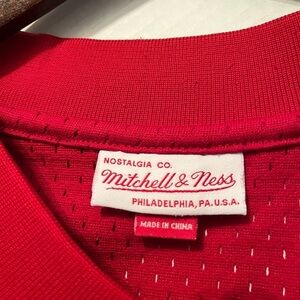 NOSTALGIA CO.
Mitchell & Ness
PHILADELPHIA, PA. U.S.A.
MADE IN CHINA